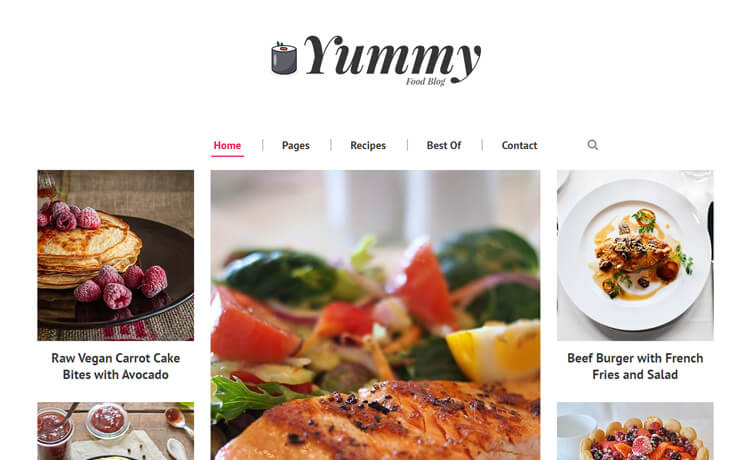 Yummy
Food Blog
Home
Pages
Recipes
Best Of
Contact
Raw Vegan Carrot Cake
Bites with Avocado
Beef Burger with French
Fries and Salad